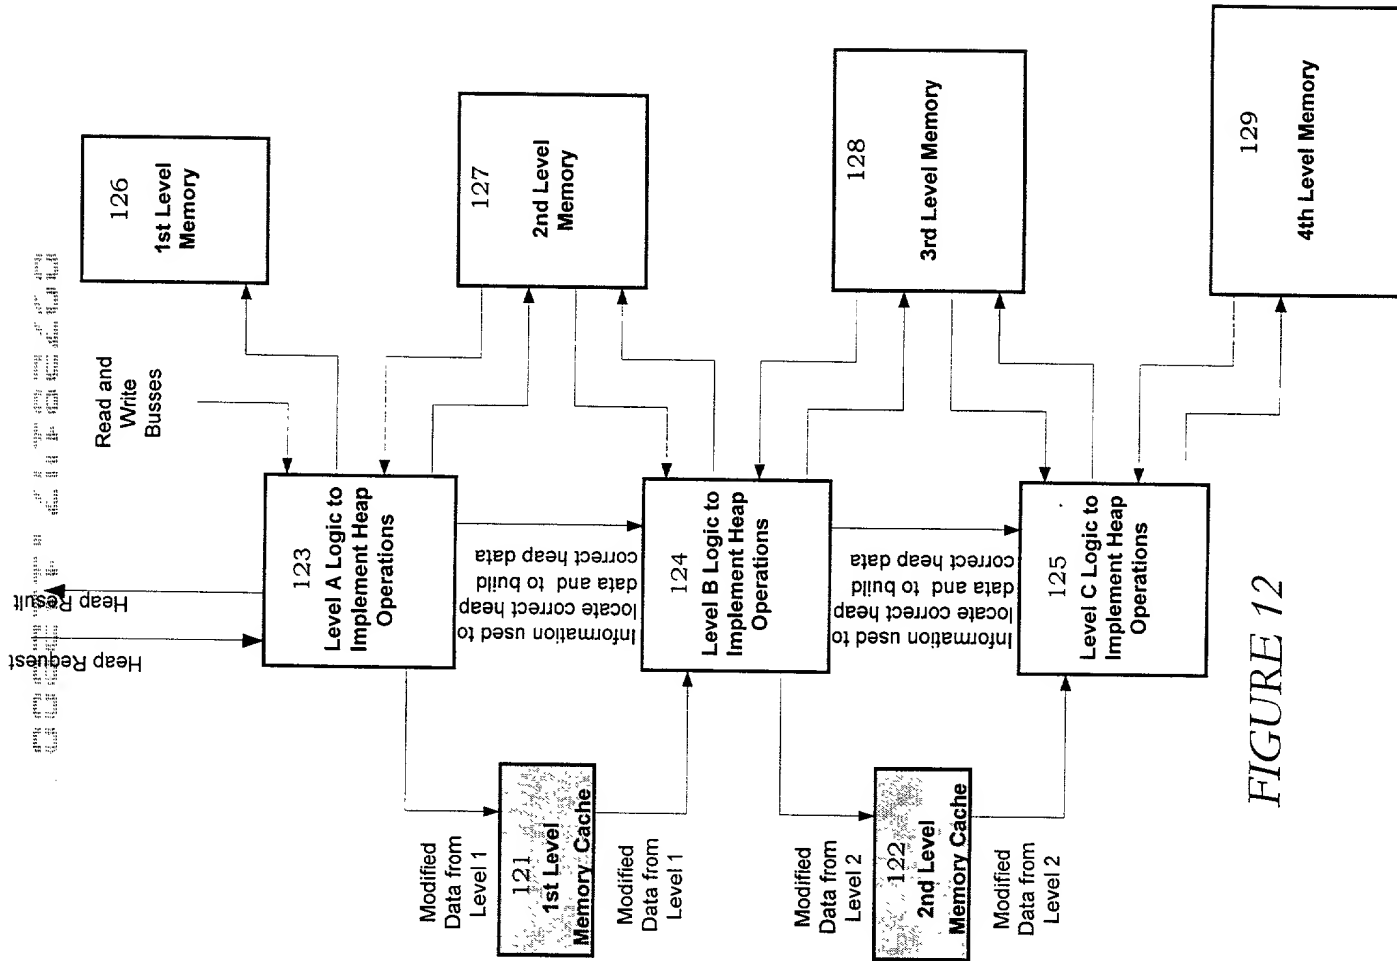 Heap Request
Heap Result
Read and
Write
Busses
126
1st Level
Memory
123
Level A Logic to
Implement Heap
Operations
127
2nd Level
Memory
Modified
Data from
Level 1
121
1st Level
Memory Cache
Modified
Data from
Level 1
Information used to
locate correct heap
data and to build
correct heap data
124
Level B Logic to
Implement Heap
Operations
128
3rd Level Memory
Modified
Data from
Level 2
122
2nd Level
Memory Cache
Modified
Data from
Level 2
Information used to
locate correct heap
data and to build
correct heap data
125
Level C Logic to
Implement Heap
Operations
129
4th Level Memory
FIGURE 12